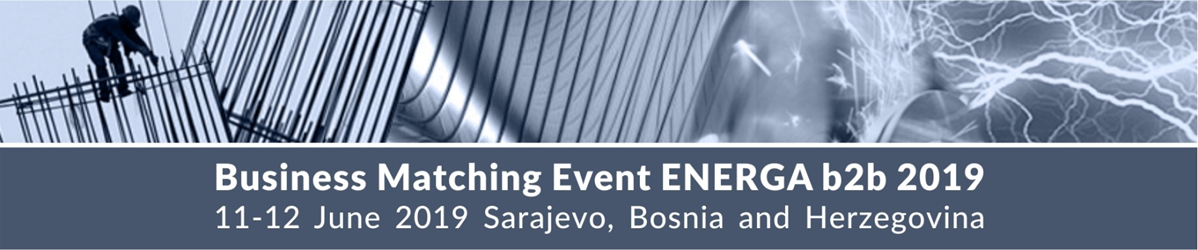 Business Matching Event ENERGA b2b 2019
11-12 June 2019 Sarajevo, Bosnia and Herzegovina